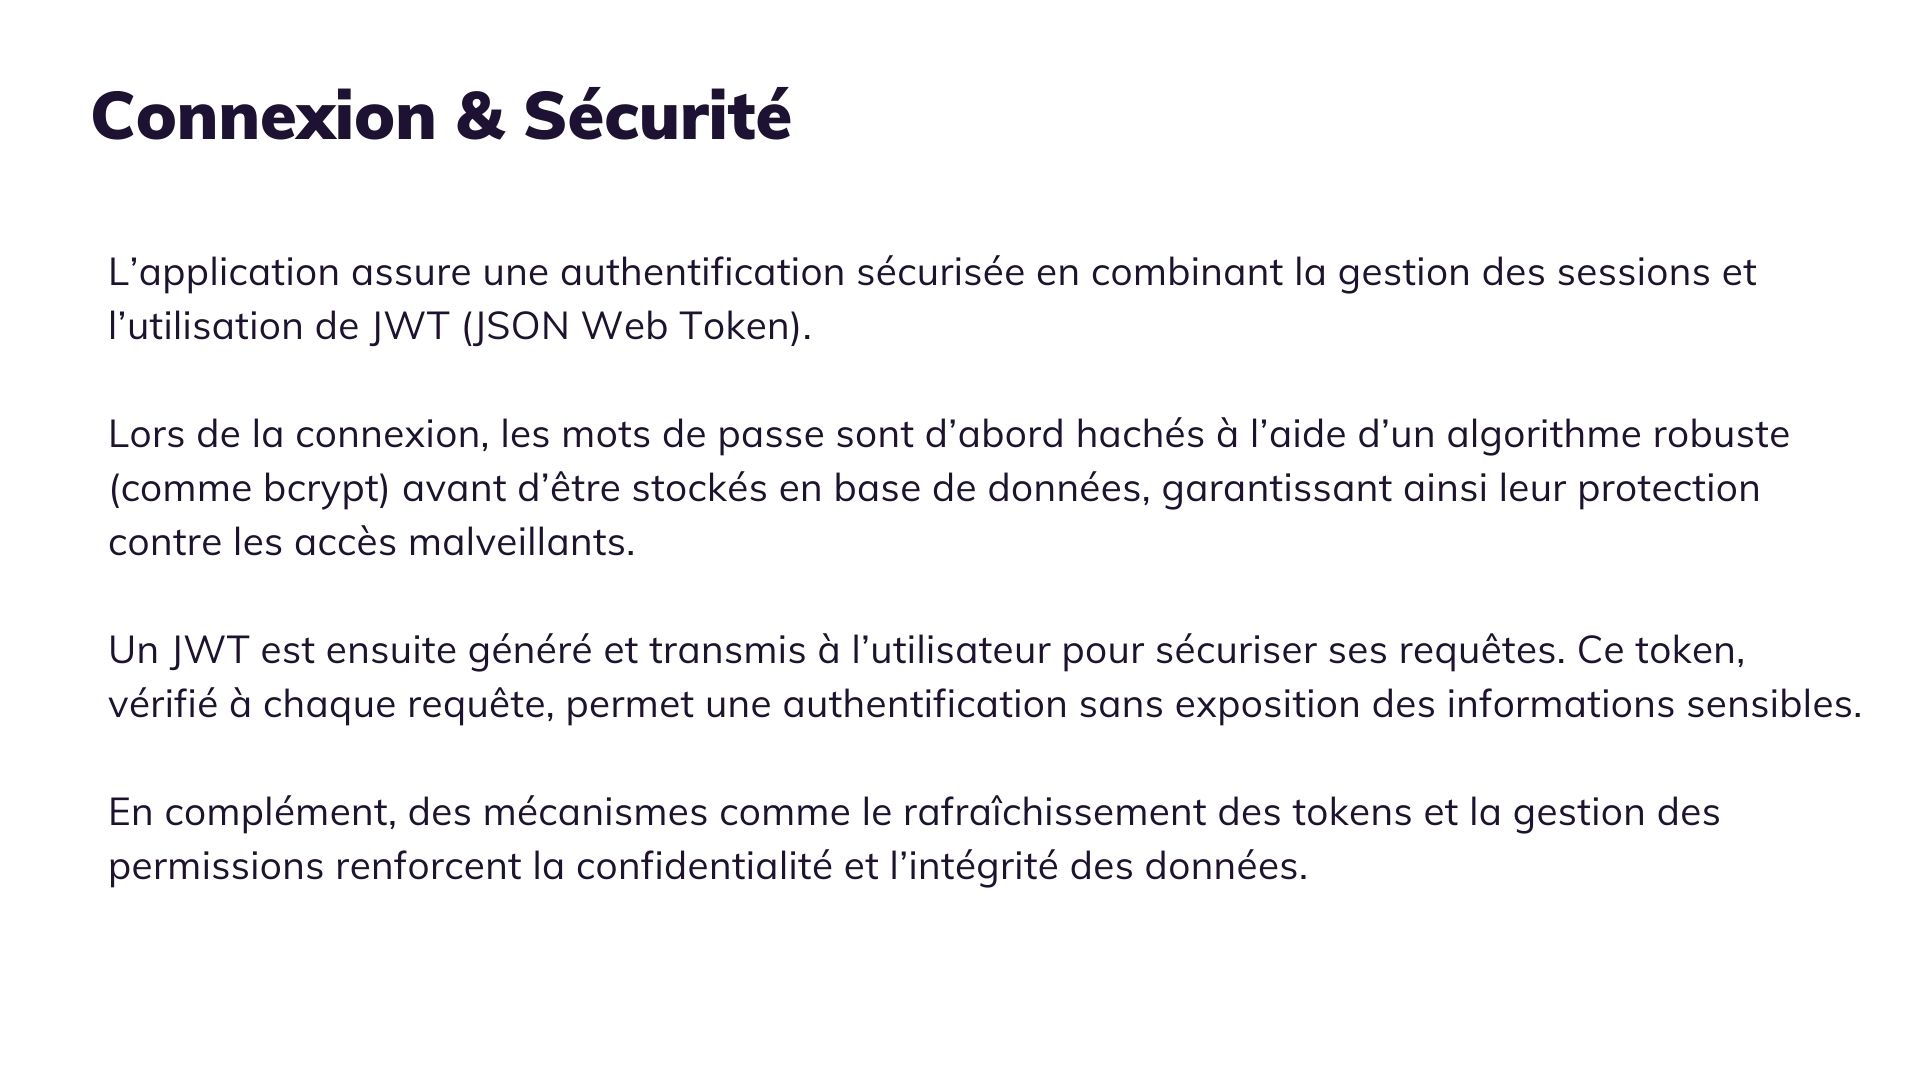 Connexion & Sécurité
L’application assure une authentification sécurisée en combinant la gestion des sessions et
l’utilisation de JWT (JSON Web Token).
Lors de la connexion, les mots de passe sont d’abord hachés à l’aide d’un algorithme robuste
(comme bcrypt) avant d’être stockés en base de données, garantissant ainsi leur protection
contre les accès malveillants.
Un JWT est ensuite généré et transmis à l’utilisateur pour sécuriser ses requêtes. Ce token,
vérifié à chaque requête, permet une authentification sans exposition des informations sensibles.
En complément, des mécanismes comme le rafraîchissement des tokens et la gestion des
permissions renforcent la confidentialité et l’intégrité des données.